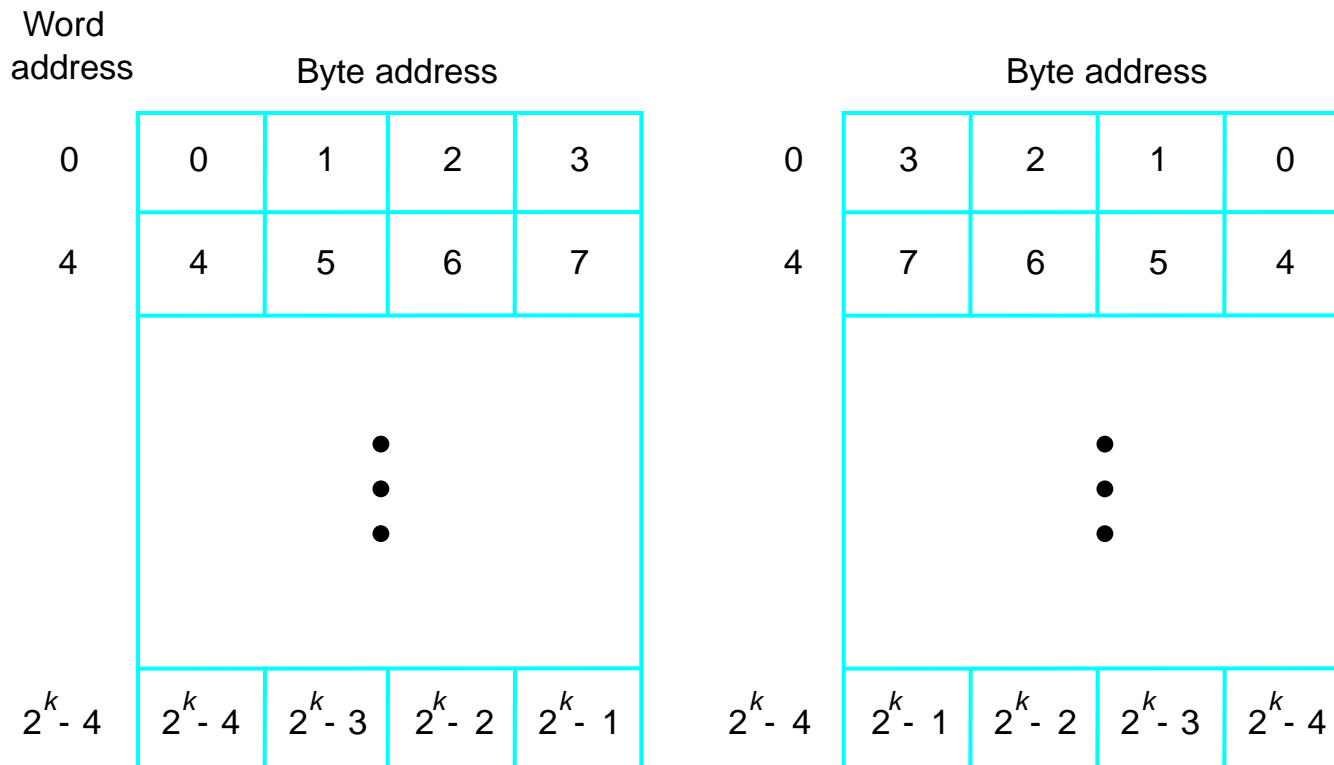 Word
address
Byte address
Byte address
0 0 1 2 3
0 3 2 1 0
4 4 5 6 7
4 7 6 5 4
2^k - 4 2^k - 4 2^k - 3 2^k - 2 2^k - 1
2^k - 4 2^k - 1 2^k - 2 2^k - 3 2^k - 4